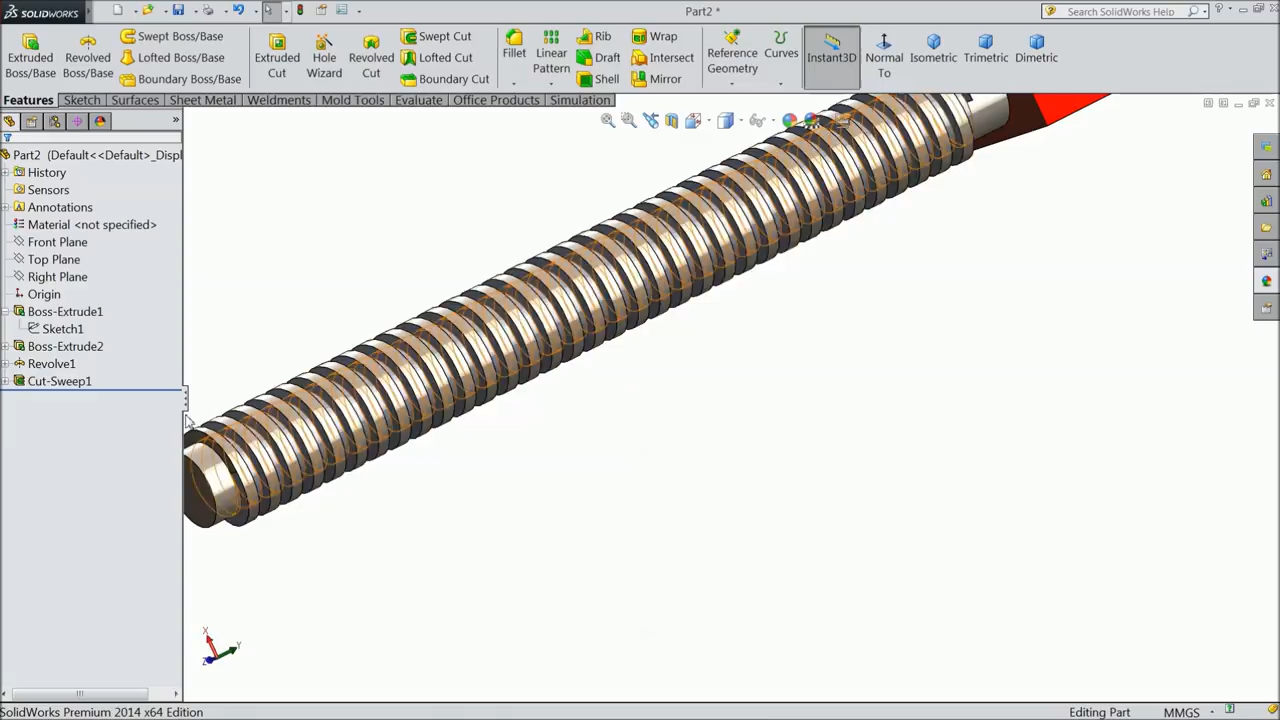 SOLIDWORKS
Part2 *
Search SolidWorks Help
Extruded Boss/Base
Revolved Boss/Base
Swept Boss/Base
Lofted Boss/Base
Boundary Boss/Base
Extruded Cut
Hole Wizard
Revolved Cut
Swept Cut
Lofted Cut
Boundary Cut
Fillet
Linear Pattern
Rib
Draft
Shell
Wrap
Intersect
Mirror
Reference Geometry
Curves
Instant3D
Normal To
Isometric
Trimetric
Dimetric
Features
Sketch
Surfaces
Sheet Metal
Weldments
Mold Tools
Evaluate
Office Products
Simulation
Part2 (Default<<Default>_Displ
History
Sensors
Annotations
Material <not specified>
Front Plane
Top Plane
Right Plane
Origin
Boss-Extrude1
Sketch1
Boss-Extrude2
Revolve1
Cut-Sweep1
X
Y
Z
SolidWorks Premium 2014 x64 Edition
Editing Part
MMGS